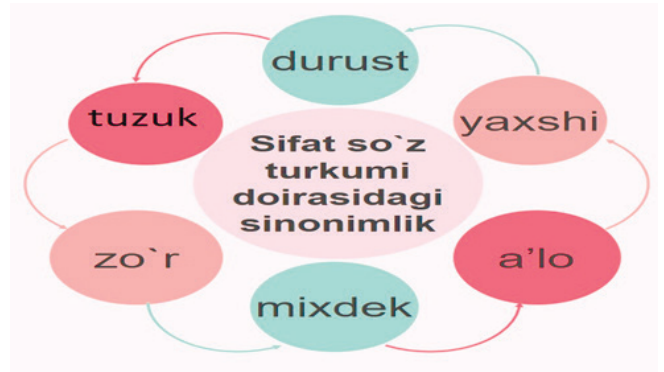 durust
tuzuk
yaxshi
Sifat so`z
turkumi
doirasidagi
sinonimlik
zo`r
a’lo
mixdek